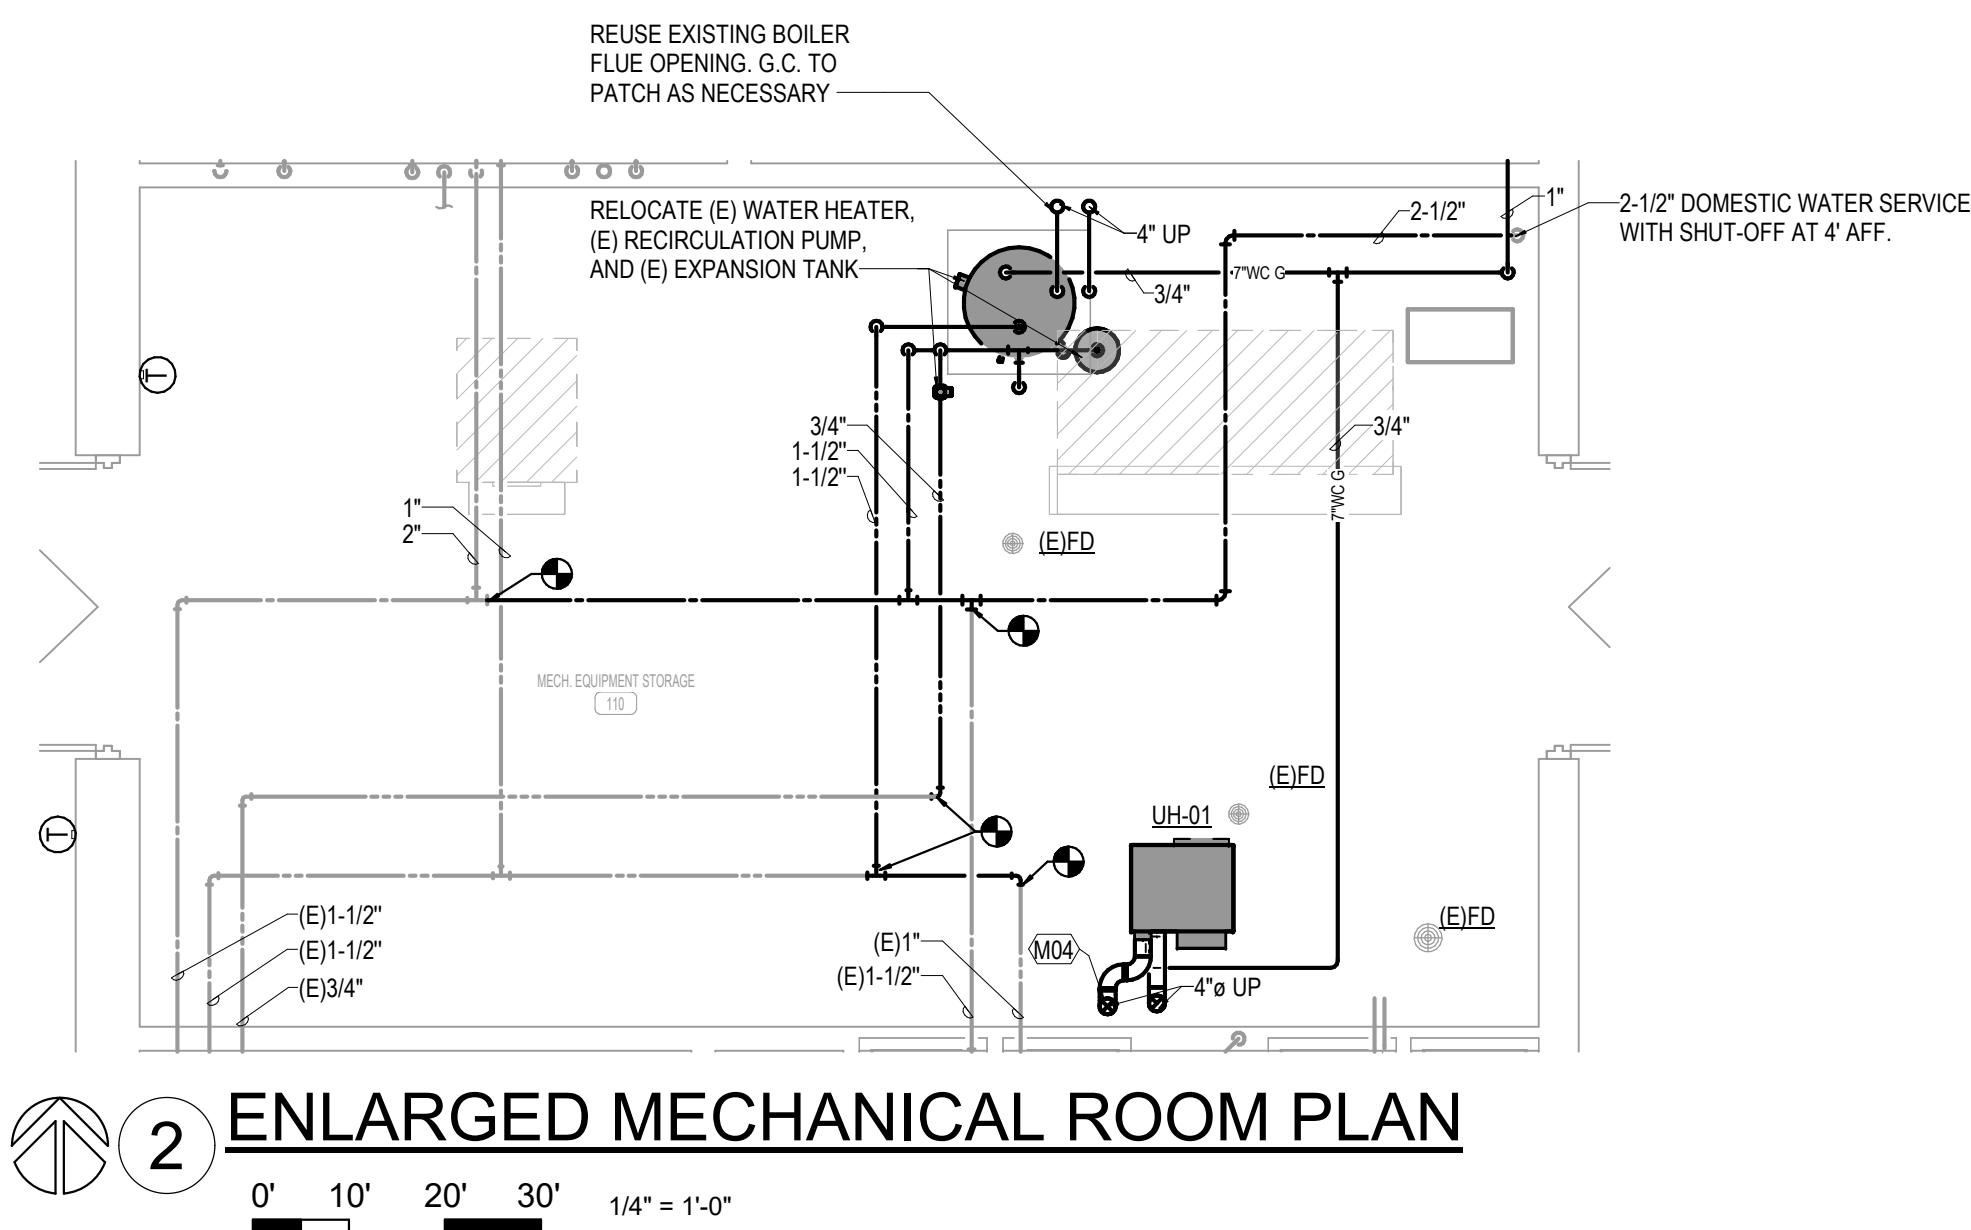 REUSE EXISTING BOILER
FLUE OPENING. G.C. TO
PATCH AS NECESSARY
RELOCATE (E) WATER HEATER,
(E) RECIRCULATION PUMP,
AND (E) EXPANSION TANK
4" UP
2-1/2"
1"
2-1/2" DOMESTIC WATER SERVICE
WITH SHUT-OFF AT 4' AFF.
7"WC G
3/4"
T
3/4"
1-1/2"
1-1/2"
3/4"
7"WC G
1"
2"
(E)FD
MECH. EQUIPMENT STORAGE
110
(E)FD
UH-01
T
(E)1-1/2"
(E)1-1/2"
(E)3/4"
(E)1"
(E)1-1/2"
M04
(E)FD
4"ø UP
2
ENLARGED MECHANICAL ROOM PLAN
0' 10' 20' 30'
1/4" = 1'-0"